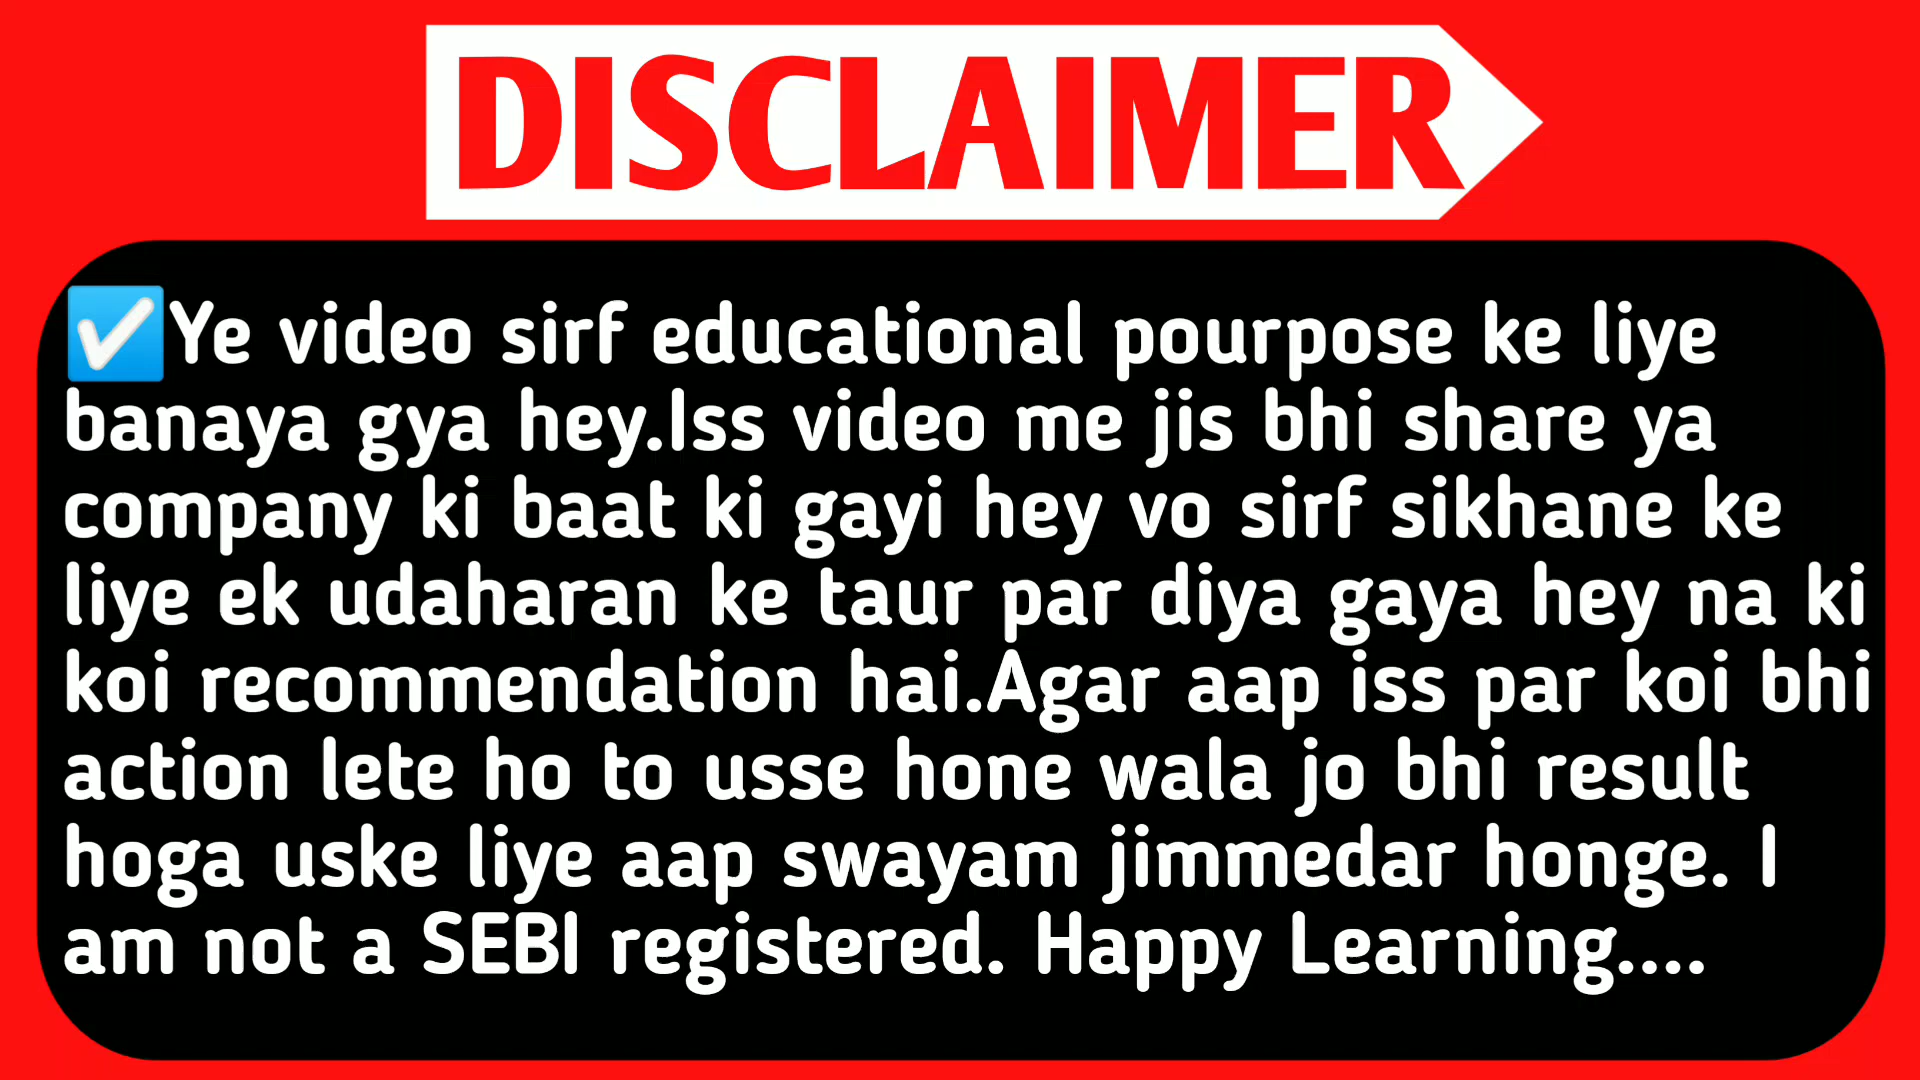 DISCLAIMER
✅Ye video sirf educational pourpose ke liye
banaya gya hey.Iss video me jis bhi share ya
company ki baat ki gayi hey vo sirf sikhane ke
liye ek udaharan ke taur par diya gaya hey na ki
koi recommendation hai.Agar aap iss par koi bhi
action lete ho to usse hone wala jo bhi result
hoga uske liye aap swayam jimmedar honge. I
am not a SEBI registered. Happy Learning....